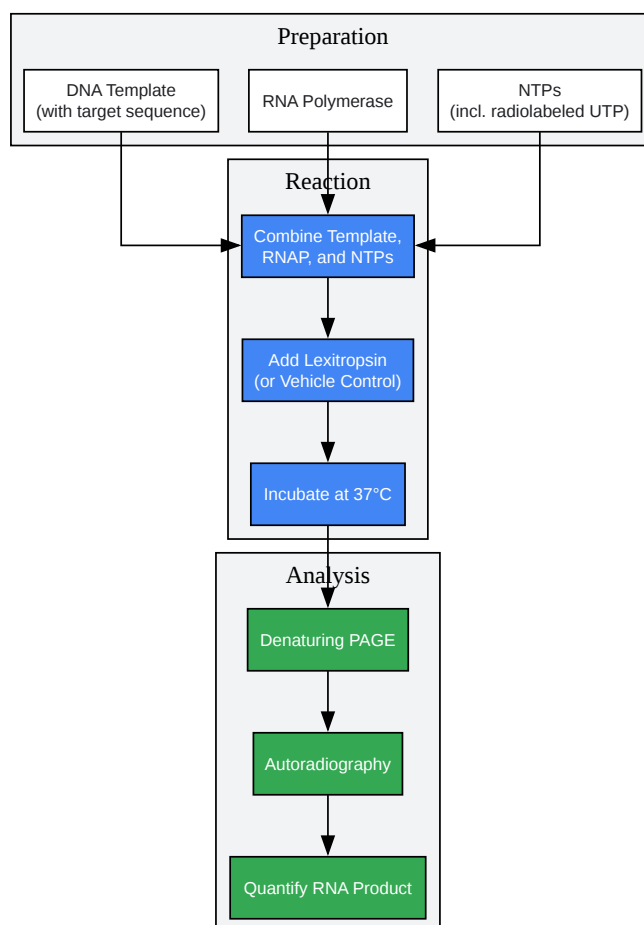 Preparation
DNA Template
(with target sequence)
RNA Polymerase
NTPs
(incl. radiolabeled UTP)
Reaction
Combine Template,
RNAP, and NTPs
Add Lexitropsin
(or Vehicle Control)
Incubate at 37°C
Analysis
Denaturing PAGE
Autoradiography
Quantify RNA Product